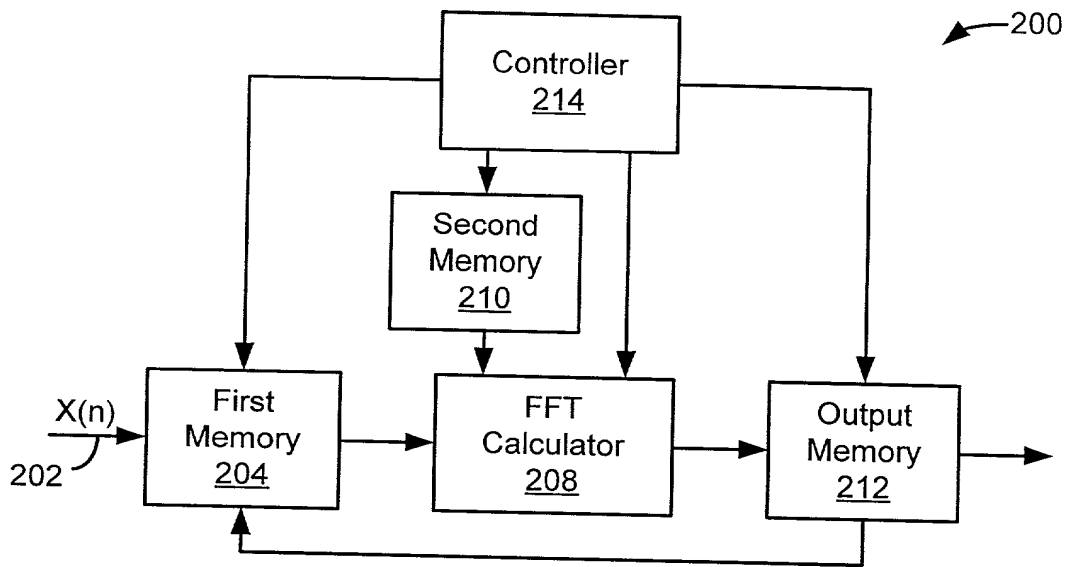 200
Controller
214
Second
Memory
210
X(n)
202
First
Memory
204
FFT
Calculator
208
Output
Memory
212